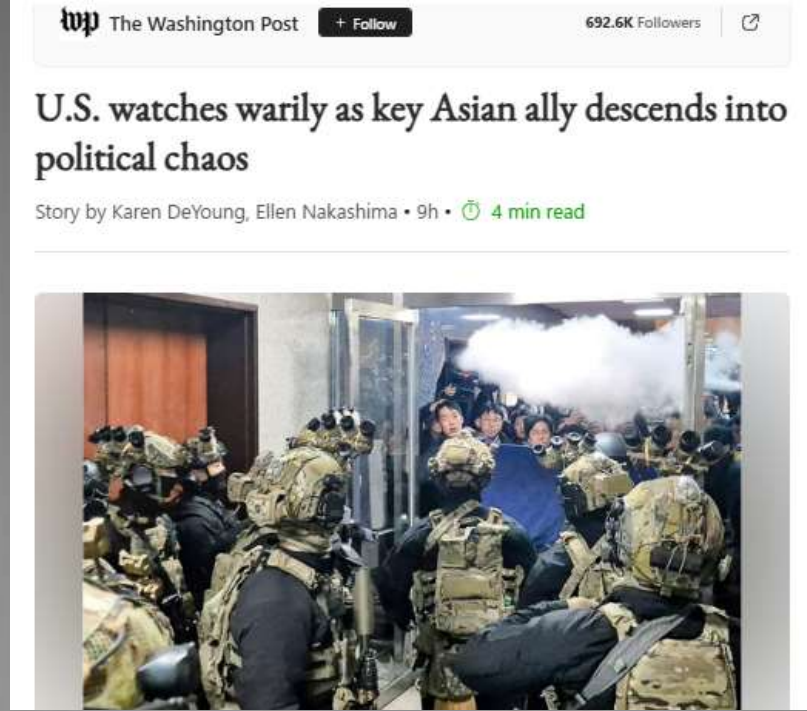 wp The Washington Post + Follow 692.6K Followers
U.S. watches warily as key Asian ally descends into
political chaos
Story by Karen DeYoung, Ellen Nakashima • 9h • 4 min read